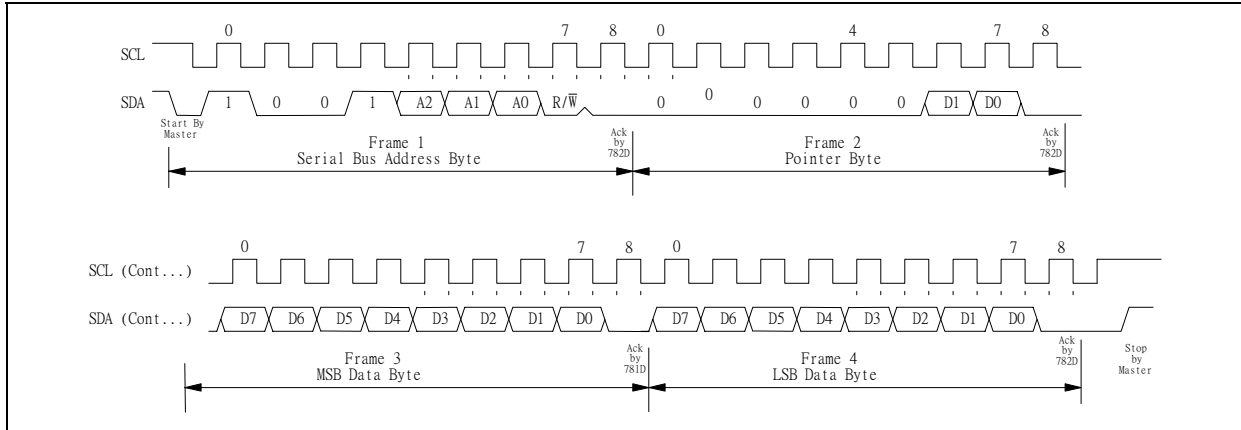 0 7 8 0 4 7 8
SCL
SDA 1 0 0 1 A2 A1 A0 R/W̅ 0 0 0 0 0 0 D1 D0
Start By
Master
Frame 1
Serial Bus Address Byte
Ack
by
782D
Frame 2
Pointer Byte
Ack
by
782D
0 7 8 0 7 8
SCL (Cont...)
SDA (Cont...) D7 D6 D5 D4 D3 D2 D1 D0 D7 D6 D5 D4 D3 D2 D1 D0
Frame 3
MSB Data Byte
Ack
by
781D
Frame 4
LSB Data Byte
Ack
by
782D
Stop
by
Master